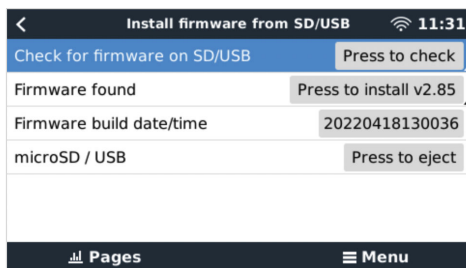 Install firmware from SD/USB 11:31
Check for firmware on SD/USB Press to check
Firmware found Press to install v2.85
Firmware build date/time 20220418130036
microSD / USB Press to eject
Pages Menu